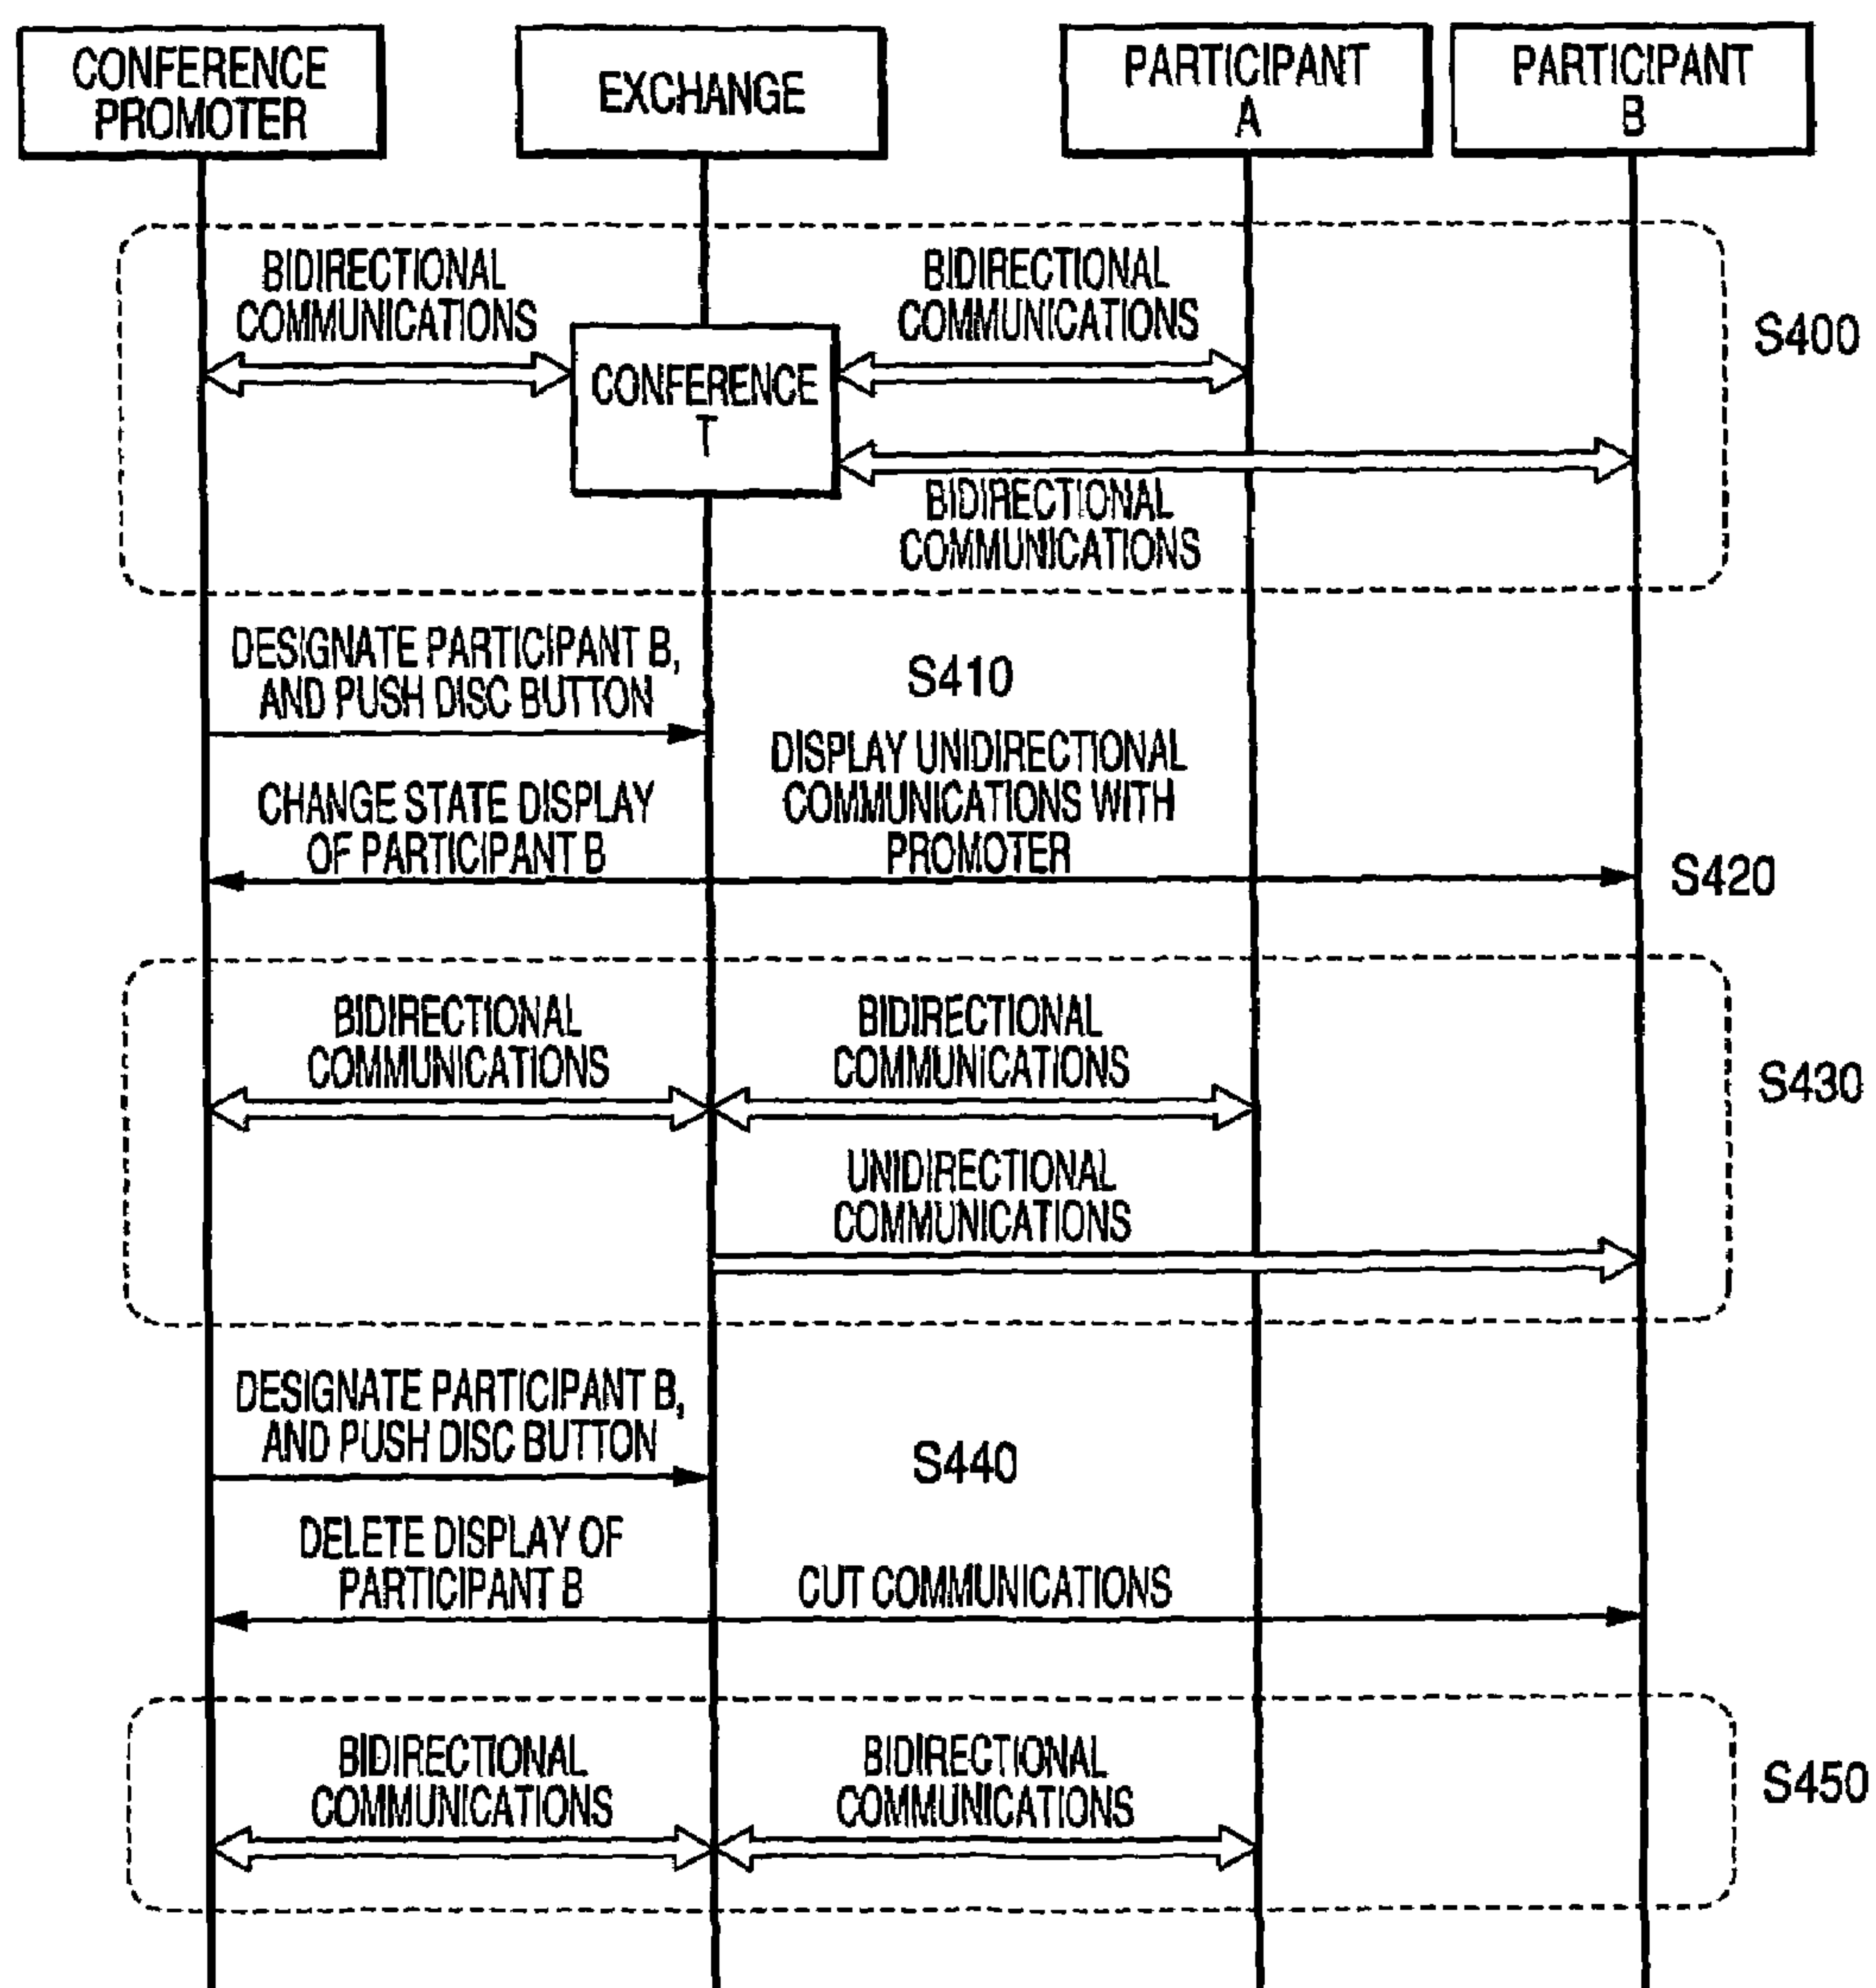 CONFERENCE
PROMOTER
EXCHANGE
PARTICIPANT
A
PARTICIPANT
B
BIDIRECTIONAL
COMMUNICATIONS
BIDIRECTIONAL
COMMUNICATIONS
S400
CONFERENCE
T
BIDIRECTIONAL
COMMUNICATIONS
DESIGNATE PARTICIPANT B,
AND PUSH DISC BUTTON
S410
CHANGE STATE DISPLAY
OF PARTICIPANT B
DISPLAY UNIDIRECTIONAL
COMMUNICATIONS WITH
PROMOTER
S420
BIDIRECTIONAL
COMMUNICATIONS
BIDIRECTIONAL
COMMUNICATIONS
S430
UNIDIRECTIONAL
COMMUNICATIONS
DESIGNATE PARTICIPANT B,
AND PUSH DISC BUTTON
S440
DELETE DISPLAY OF
PARTICIPANT B
CUT COMMUNICATIONS
BIDIRECTIONAL
COMMUNICATIONS
BIDIRECTIONAL
COMMUNICATIONS
S450